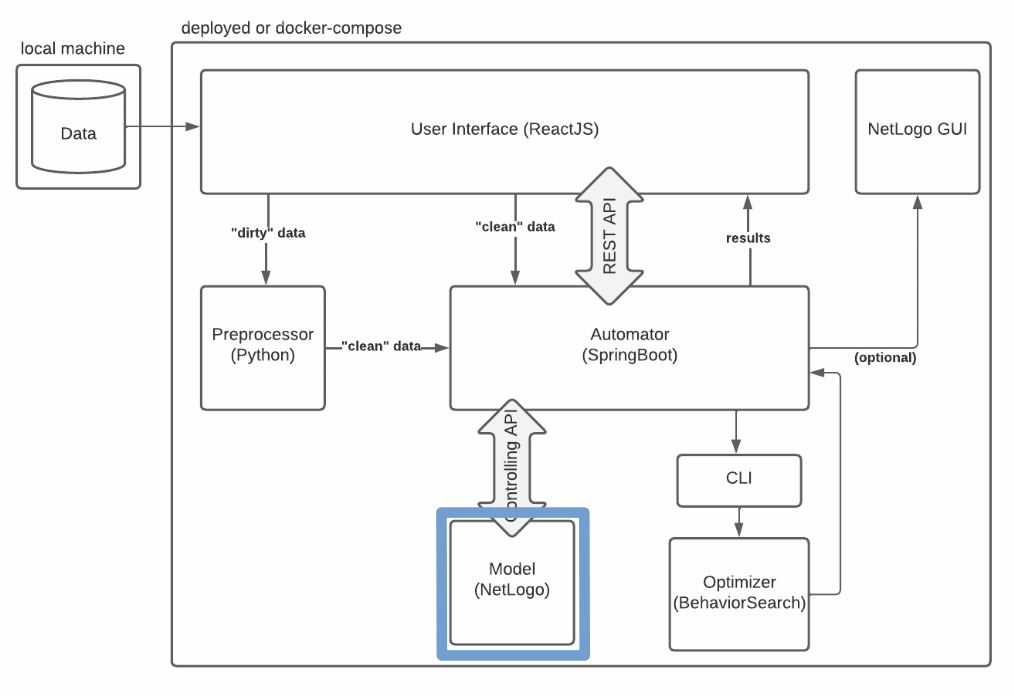 deployed or docker-compose
local machine
Data
User Interface (ReactJS)
NetLogo GUI
"dirty" data
"clean" data
REST API
results
Preprocessor
(Python)
"clean" data
Automator
(SpringBoot)
(optional)
Controlling API
CLI
Model
(NetLogo)
Optimizer
(BehaviorSearch)